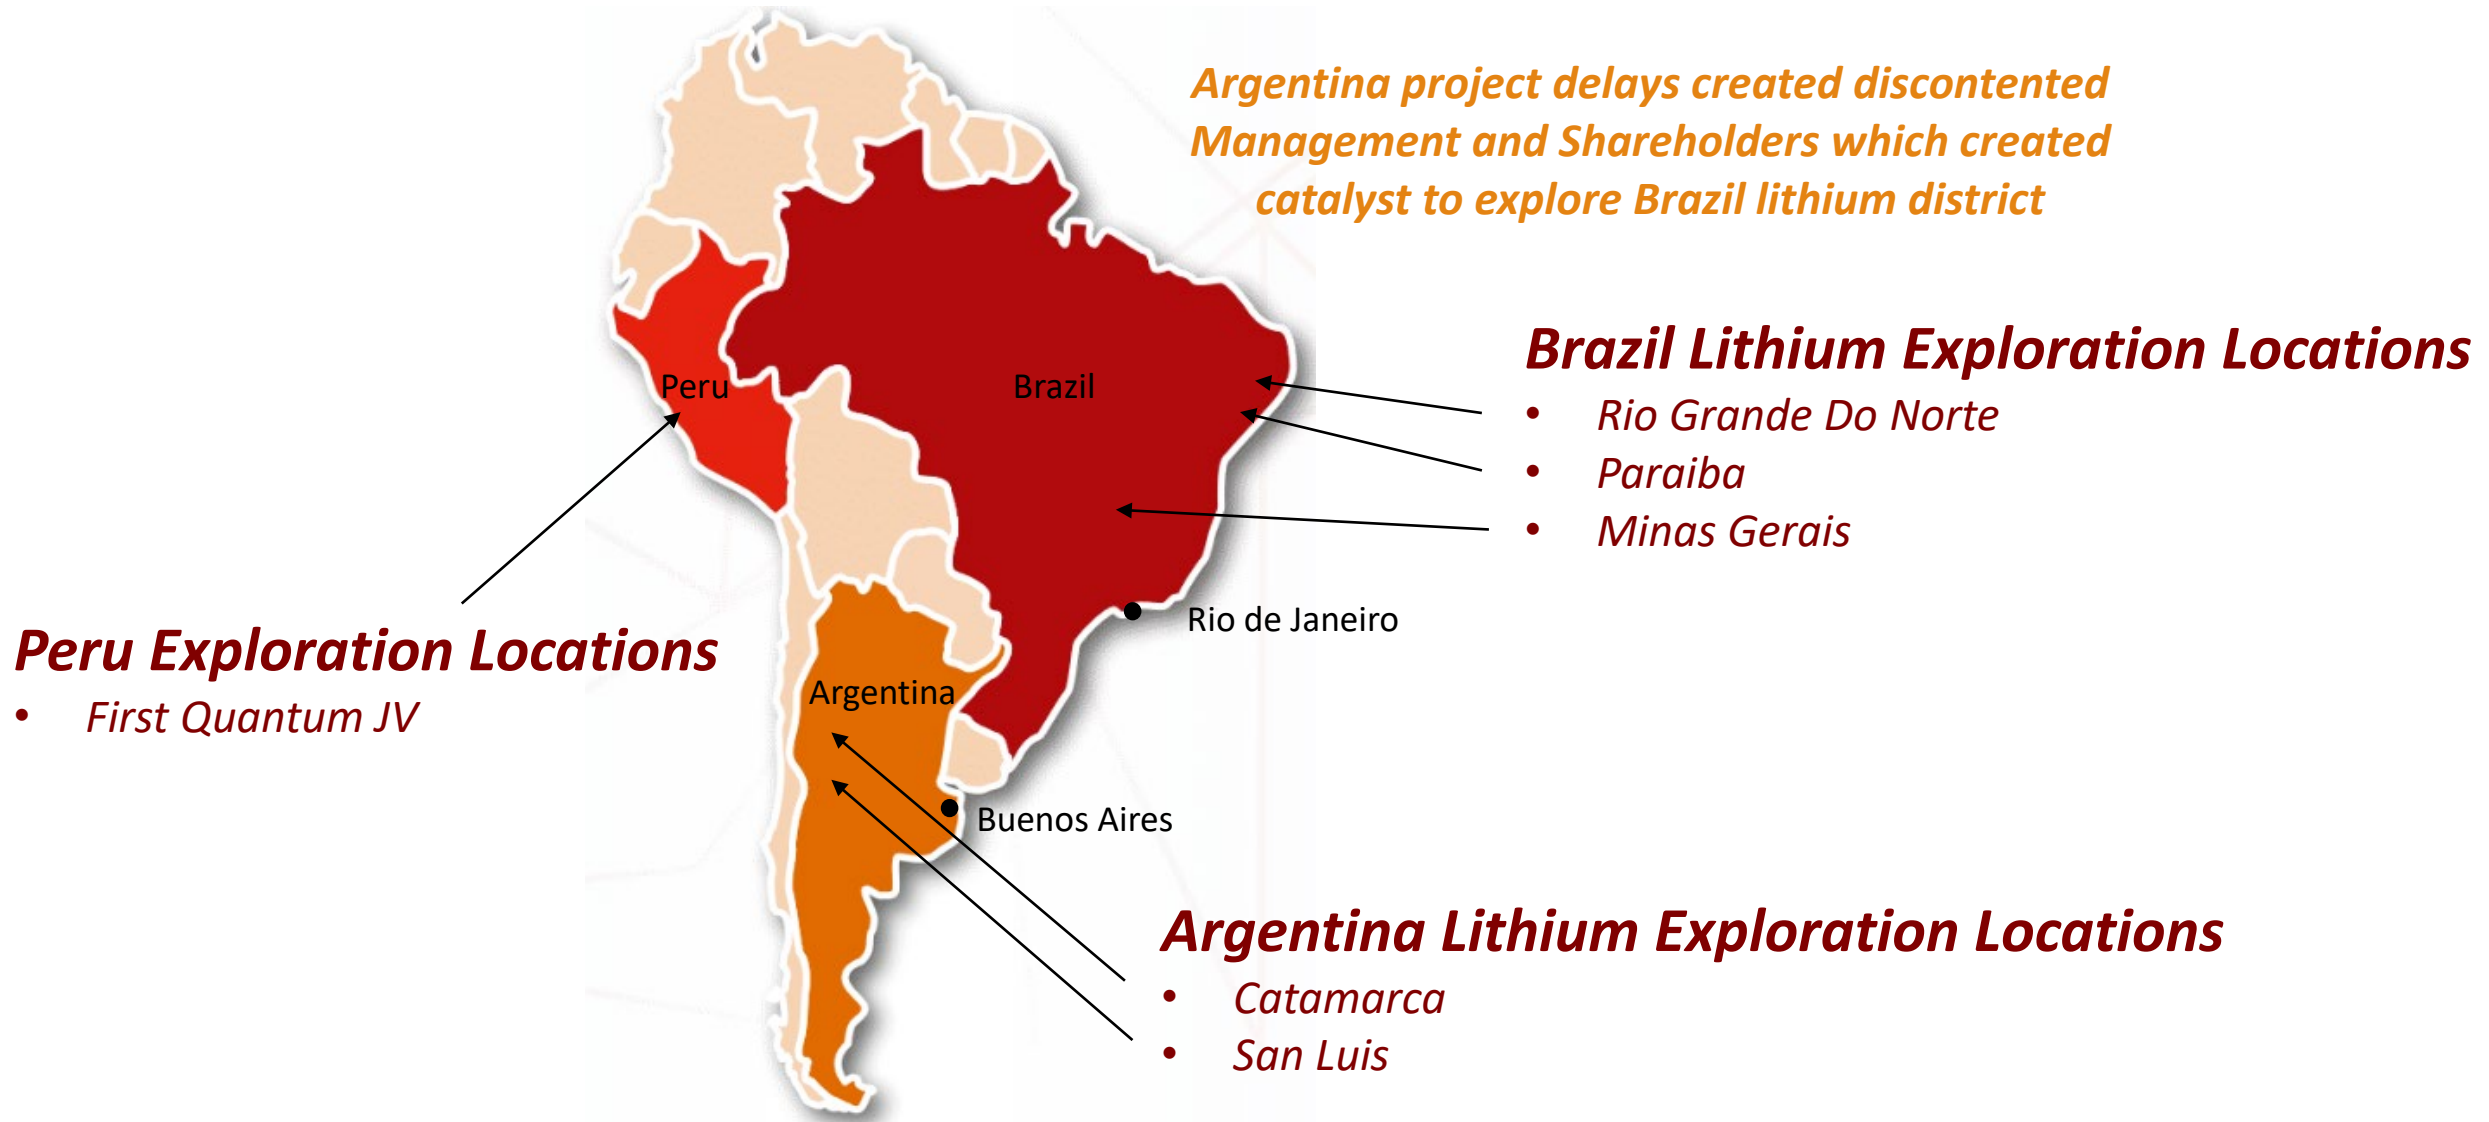 Argentina project delays created discontented
Management and Shareholders which created
catalyst to explore Brazil lithium district
Brazil Lithium Exploration Locations
• Rio Grande Do Norte
• Paraiba
• Minas Gerais
Peru
Brazil
Rio de Janeiro
Peru Exploration Locations
• First Quantum JV
Argentina
Buenos Aires
Argentina Lithium Exploration Locations
• Catamarca
• San Luis